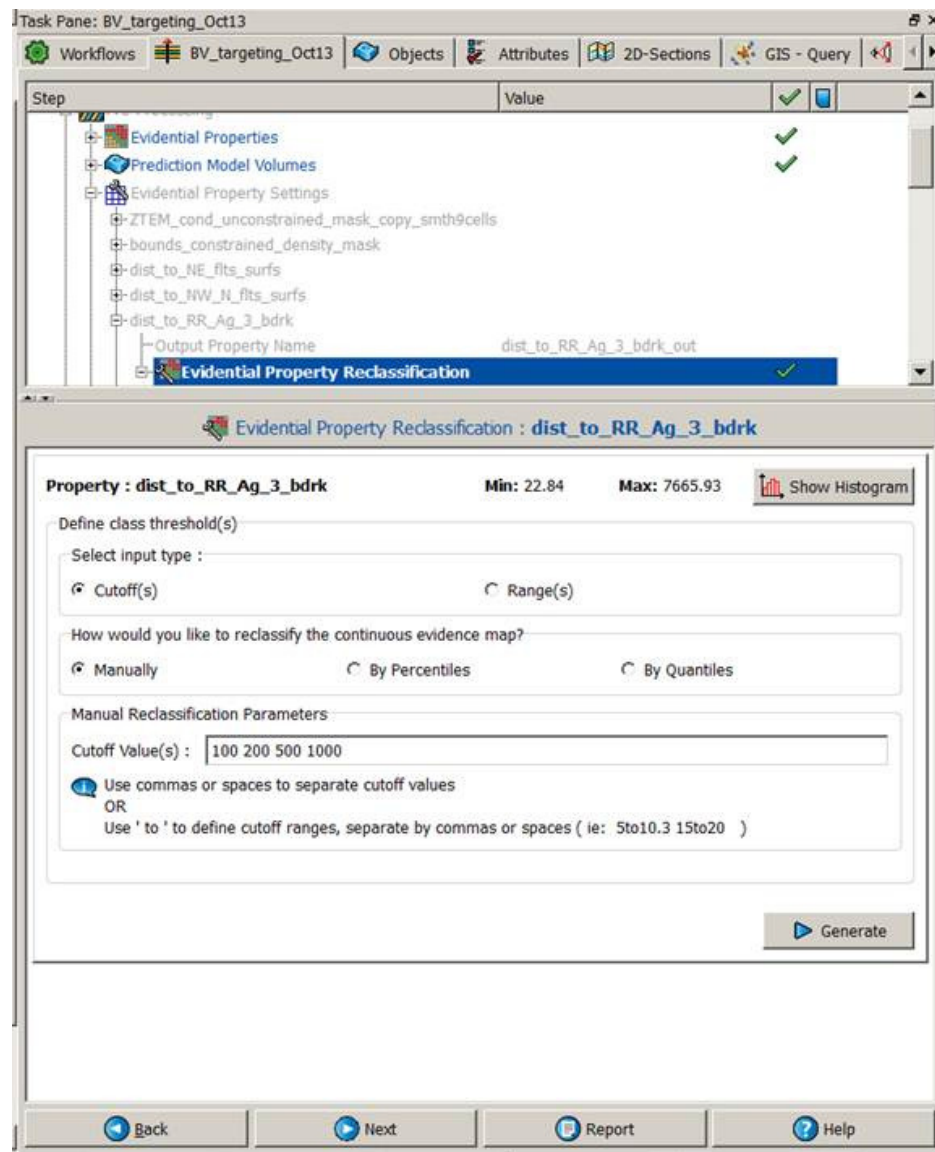 Task Pane: BV_targeting_Oct13
Workflows BV_targeting_Oct13 Objects Attributes 2D-Sections GIS - Query
Step Value
Evidential Properties
Prediction Model Volumes
Evidential Property Settings
ZTEM_cond_unconstrained_mask_copy_smth9cells
bounds_constrained_density_mask
dist_to_NE_flts_surfs
dist_to_NW_N_flts_surfs
dist_to_RR_Ag_3_bdrk
Output Property Name dist_to_RR_Ag_3_bdrk_out
Evidential Property Reclassification
Evidential Property Reclassification : dist_to_RR_Ag_3_bdrk
Property : dist_to_RR_Ag_3_bdrk Min: 22.84 Max: 7665.93 Show Histogram
Define class threshold(s)
Select input type :
Cutoff(s) Range(s)
How would you like to reclassify the continuous evidence map?
Manually By Percentiles By Quantiles
Manual Reclassification Parameters
Cutoff Value(s) : 100 200 500 1000
Use commas or spaces to separate cutoff values
OR
Use ' to ' to define cutoff ranges, separate by commas or spaces ( ie: 5to10.3 15to20 )
Generate
Back Next Report Help